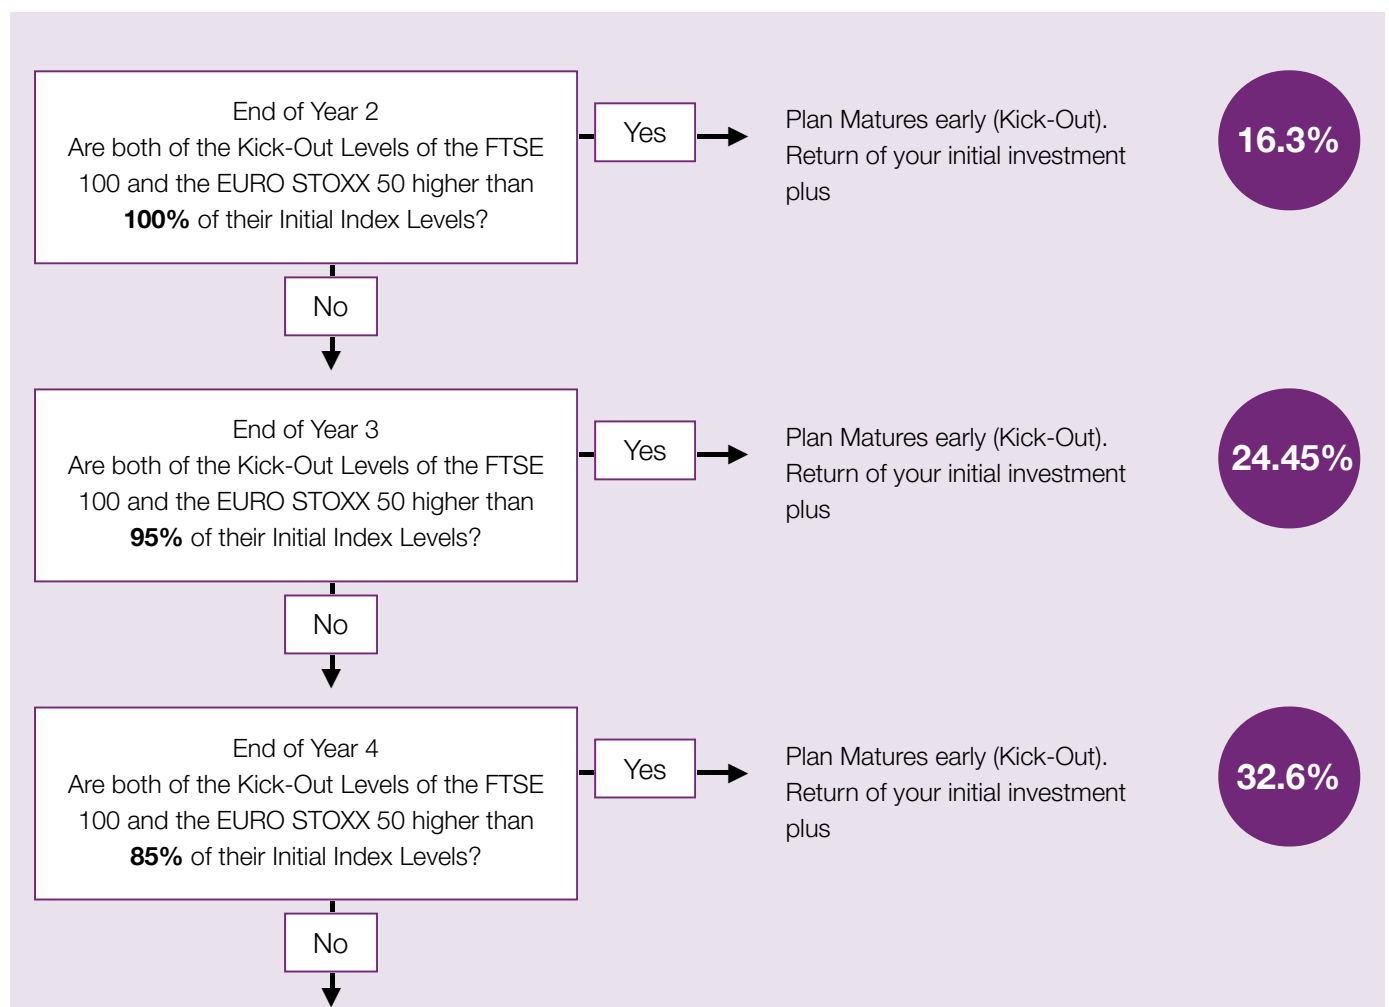 End of Year 2
Are both of the Kick-Out Levels of the FTSE
100 and the EURO STOXX 50 higher than
100% of their Initial Index Levels?
Yes
Plan Matures early (Kick-Out).
Return of your initial investment
plus
16.3%
No
End of Year 3
Are both of the Kick-Out Levels of the FTSE
100 and the EURO STOXX 50 higher than
95% of their Initial Index Levels?
Yes
Plan Matures early (Kick-Out).
Return of your initial investment
plus
24.45%
No
End of Year 4
Are both of the Kick-Out Levels of the FTSE
100 and the EURO STOXX 50 higher than
85% of their Initial Index Levels?
Yes
Plan Matures early (Kick-Out).
Return of your initial investment
plus
32.6%
No